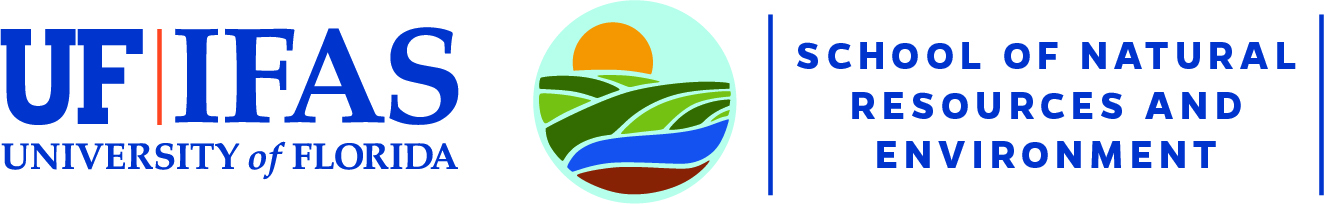 UF|IFAS
UNIVERSITY of FLORIDA
SCHOOL OF NATURAL
RESOURCES AND
ENVIRONMENT